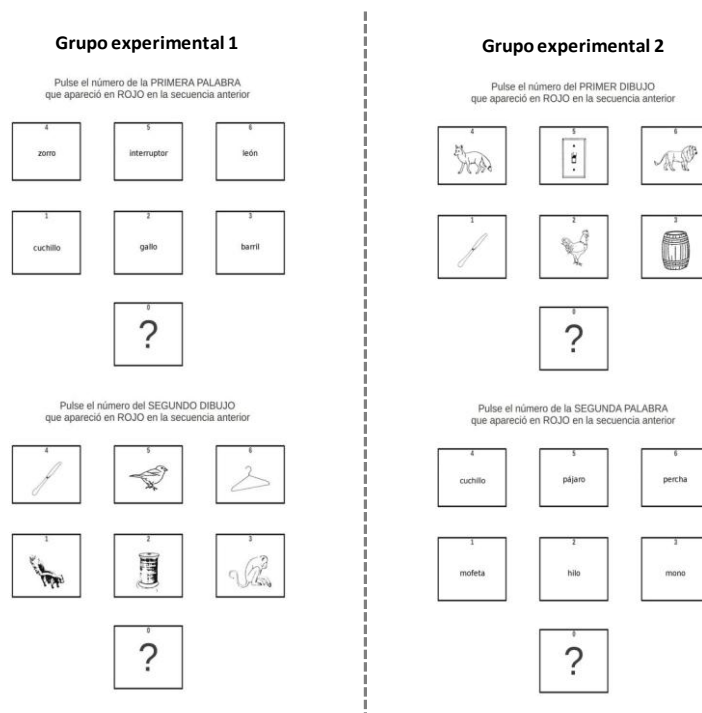 Grupo experimental 1
Pulse el número de la PRIMERA PALABRA
que apareció en ROJO en la secuencia anterior
4 5 6
zorro interruptor león
1 2 3
cuchillo gallo barril
0
?
Pulse el número del SEGUNDO DIBUJO
que apareció en ROJO en la secuencia anterior
4 5 6
1 2 3
0
?
Grupo experimental 2
Pulse el número del PRIMER DIBUJO
que apareció en ROJO en la secuencia anterior
4 5 6
1 2 3
0
?
Pulse el número de la SEGUNDA PALABRA
que apareció en ROJO en la secuencia anterior
4 5 6
cuchillo pájaro percha
1 2 3
mofeta hilo mono
0
?